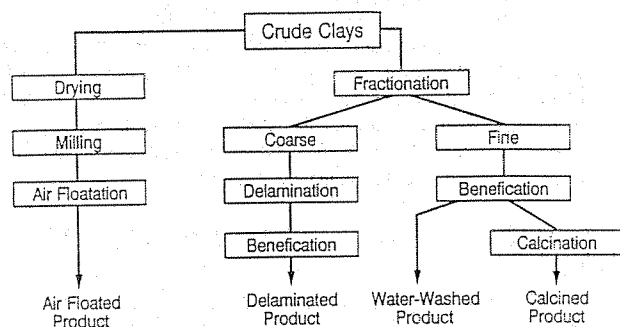 Crude Clays
Drying
Fractionation
Milling
Coarse
Fine
Air Floatation
Delamination
Benefication
Benefication
Calcination
Air Floated
Product
Delaminated
Product
Water-Washed
Product
Calcined
Product